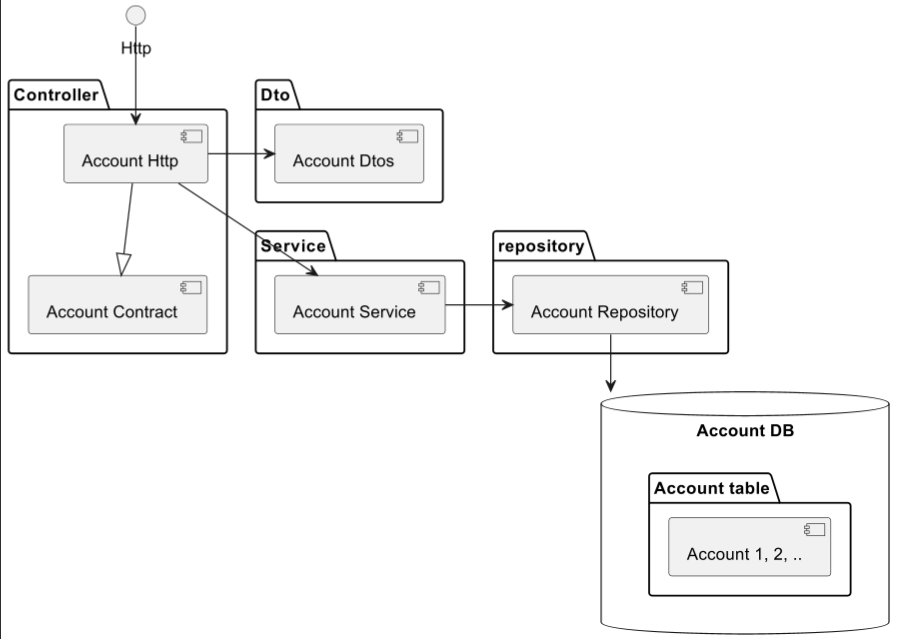 Http
Controller
Dto
Account Http
Account Dtos
Service
repository
Account Contract
Account Service
Account Repository
Account DB
Account table
Account 1, 2, ..